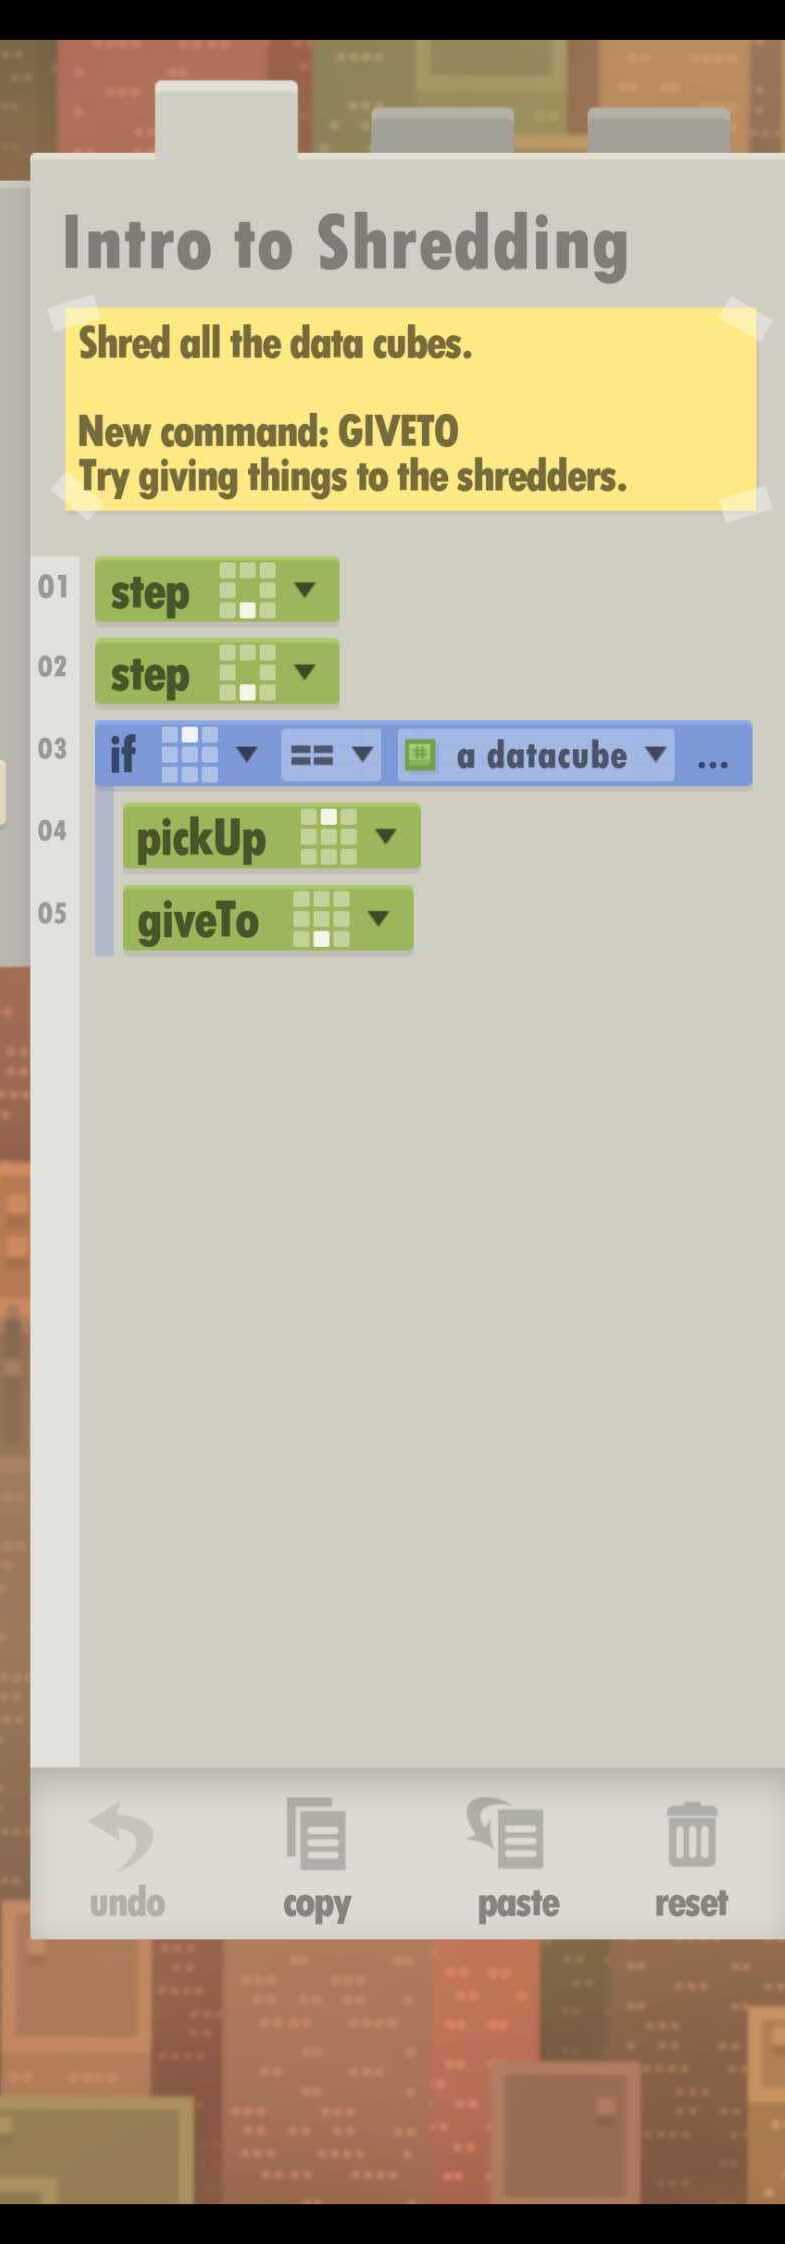 Intro to Shredding
Shred all the data cubes.
New command: GIVETO
Try giving things to the shredders.
01 step
02 step
03 if == a datacube ...
04 pickUp
05 giveTo
undo copy paste reset